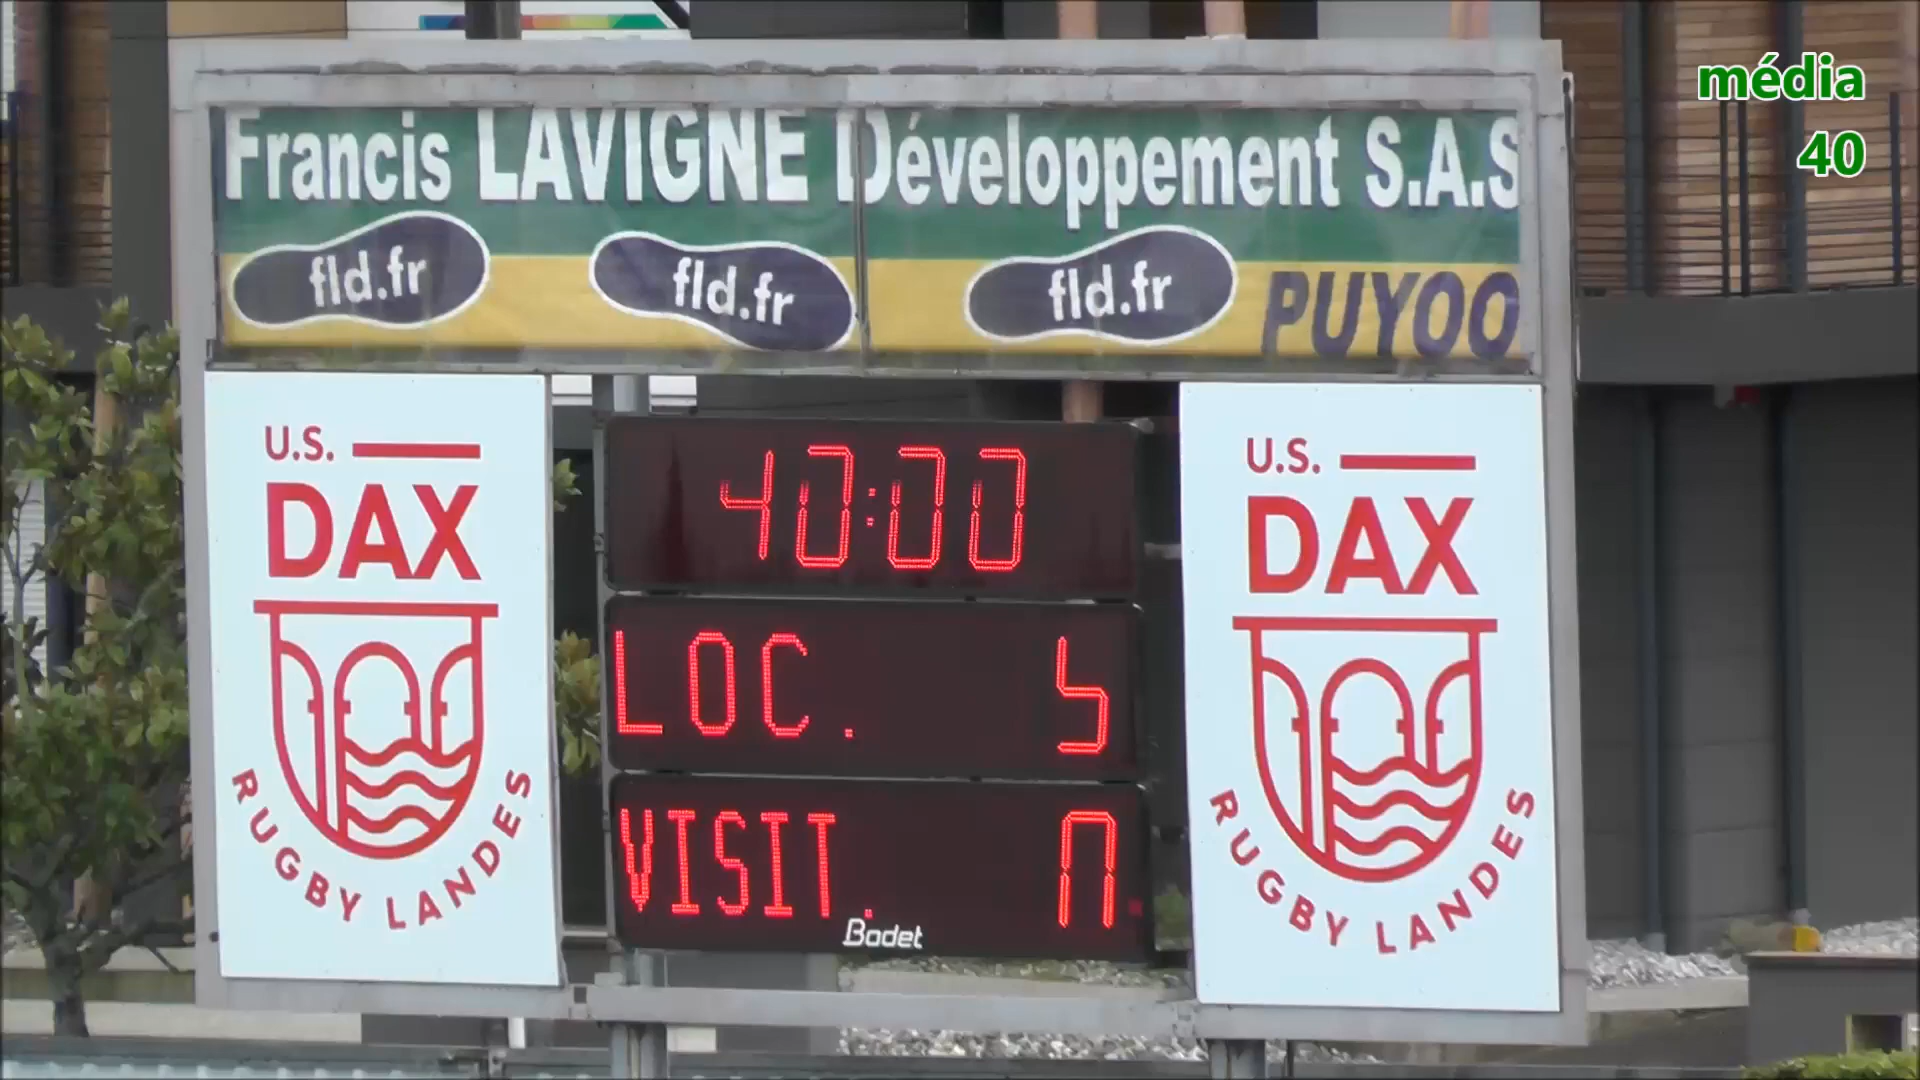 média
40
Francis LAVIGNE Développement S.A.S
fld.fr fld.fr fld.fr PUYOO
U.S.
DAX
RUGBY LANDES
40:00
LOC. 5
VISIT.
Bodet
U.S.
DAX
RUGBY LANDES